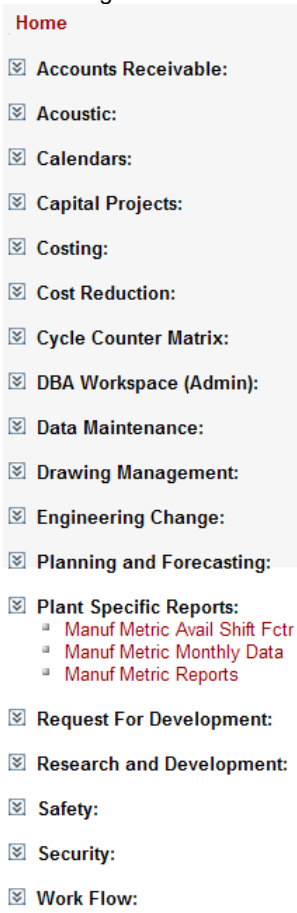 Home
Accounts Receivable:
Acoustic:
Calendars:
Capital Projects:
Costing:
Cost Reduction:
Cycle Counter Matrix:
DBA Workspace (Admin):
Data Maintenance:
Drawing Management:
Engineering Change:
Planning and Forecasting:
Plant Specific Reports:
Manuf Metric Avail Shift Fctr
Manuf Metric Monthly Data
Manuf Metric Reports
Request For Development:
Research and Development:
Safety:
Security:
Work Flow: